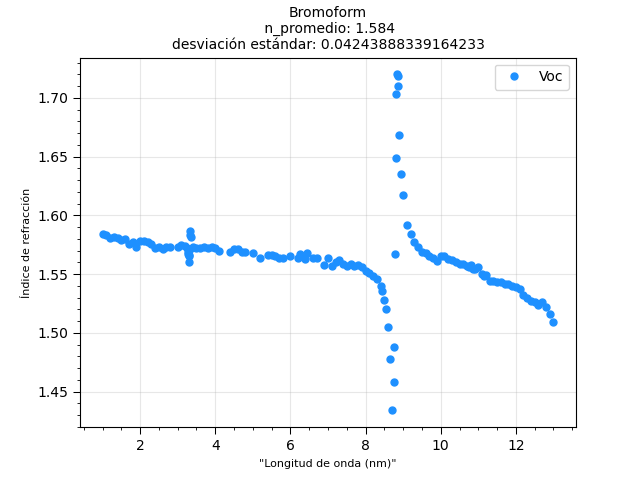 Bromoform
n_promedio: 1.584
desviación estándar: 0.04243888339164233
Voc
1.70
1.65
1.60
1.55
1.50
1.45
Índice de refracción
2 4 6 8 10 12
"Longitud de onda (nm)"